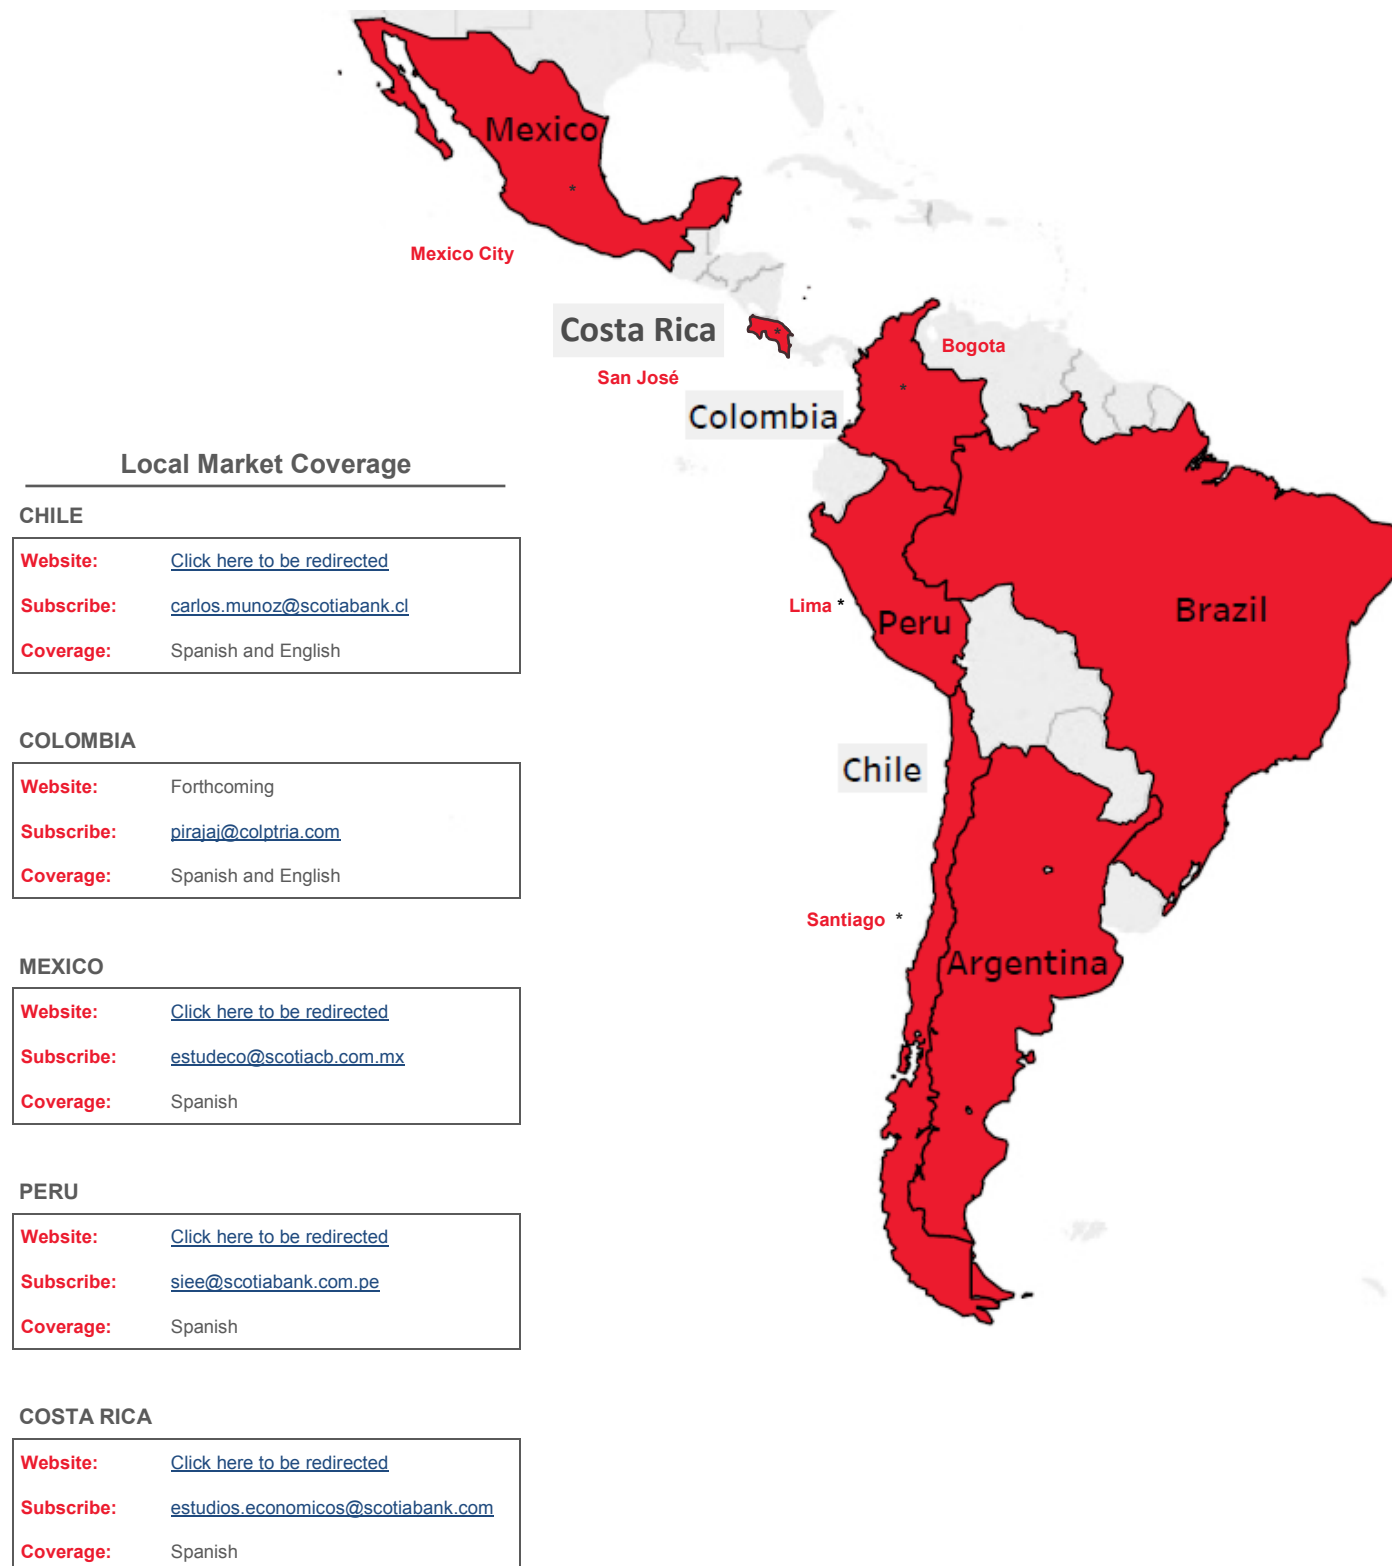 Mexico
*
Mexico City
Costa Rica
*
San José
Bogota
*
Colombia
Lima *
Peru
Brazil
Chile
Santiago *
Argentina
Local Market Coverage
CHILE
Website: Click here to be redirected
Subscribe: carlos.munoz@scotiabank.cl
Coverage: Spanish and English
COLOMBIA
Website: Forthcoming
Subscribe: pirajaj@colptria.com
Coverage: Spanish and English
MEXICO
Website: Click here to be redirected
Subscribe: estudeco@scotiacb.com.mx
Coverage: Spanish
PERU
Website: Click here to be redirected
Subscribe: siee@scotiabank.com.pe
Coverage: Spanish
COSTA RICA
Website: Click here to be redirected
Subscribe: estudios.economicos@scotiabank.com
Coverage: Spanish